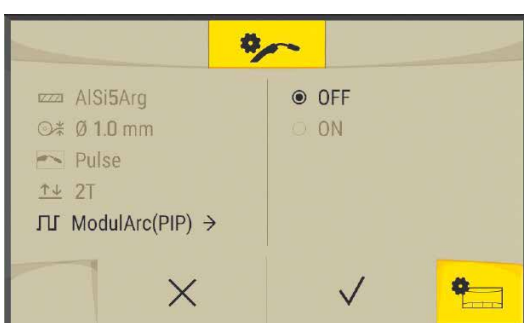 AlSi5Arg
Ø 1.0 mm
Pulse
2T
ModulArc(PIP) →
OFF
ON